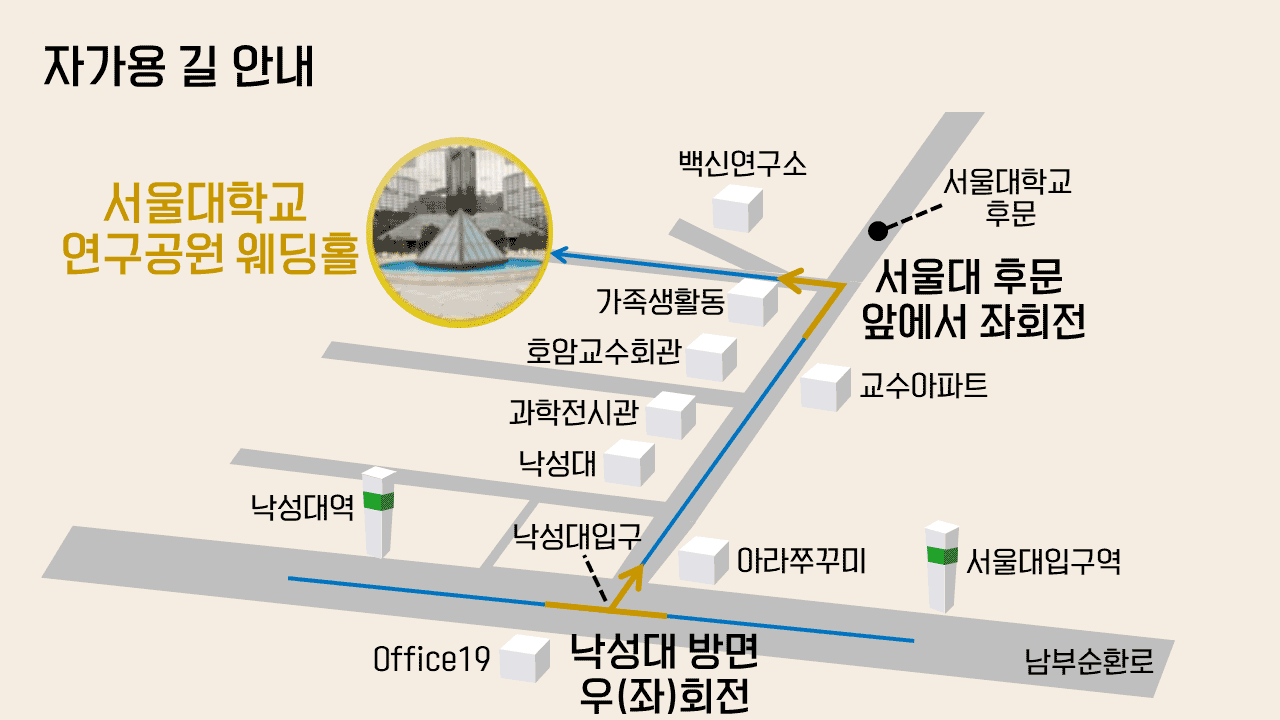 자가용 길 안내
서울대학교
연구공원 웨딩홀
백신연구소
서울대학교
후문
서울대 후문
앞에서 좌회전
가족생활동
호암교수회관
교수아파트
과학전시관
낙성대
낙성대역
낙성대입구
아라쭈꾸미
서울대입구역
Office19
낙성대 방면
우(좌)회전
남부순환로